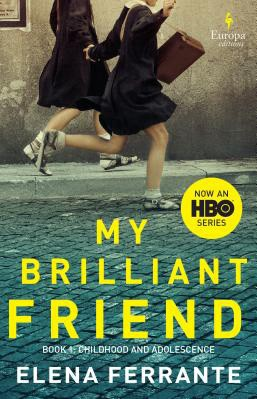 Europa
editions
NOW AN
HBO
SERIES
MY
BRILLIANT
FRIEND
BOOK 1: CHILDHOOD AND ADOLESCENCE
ELENA FERRANTE